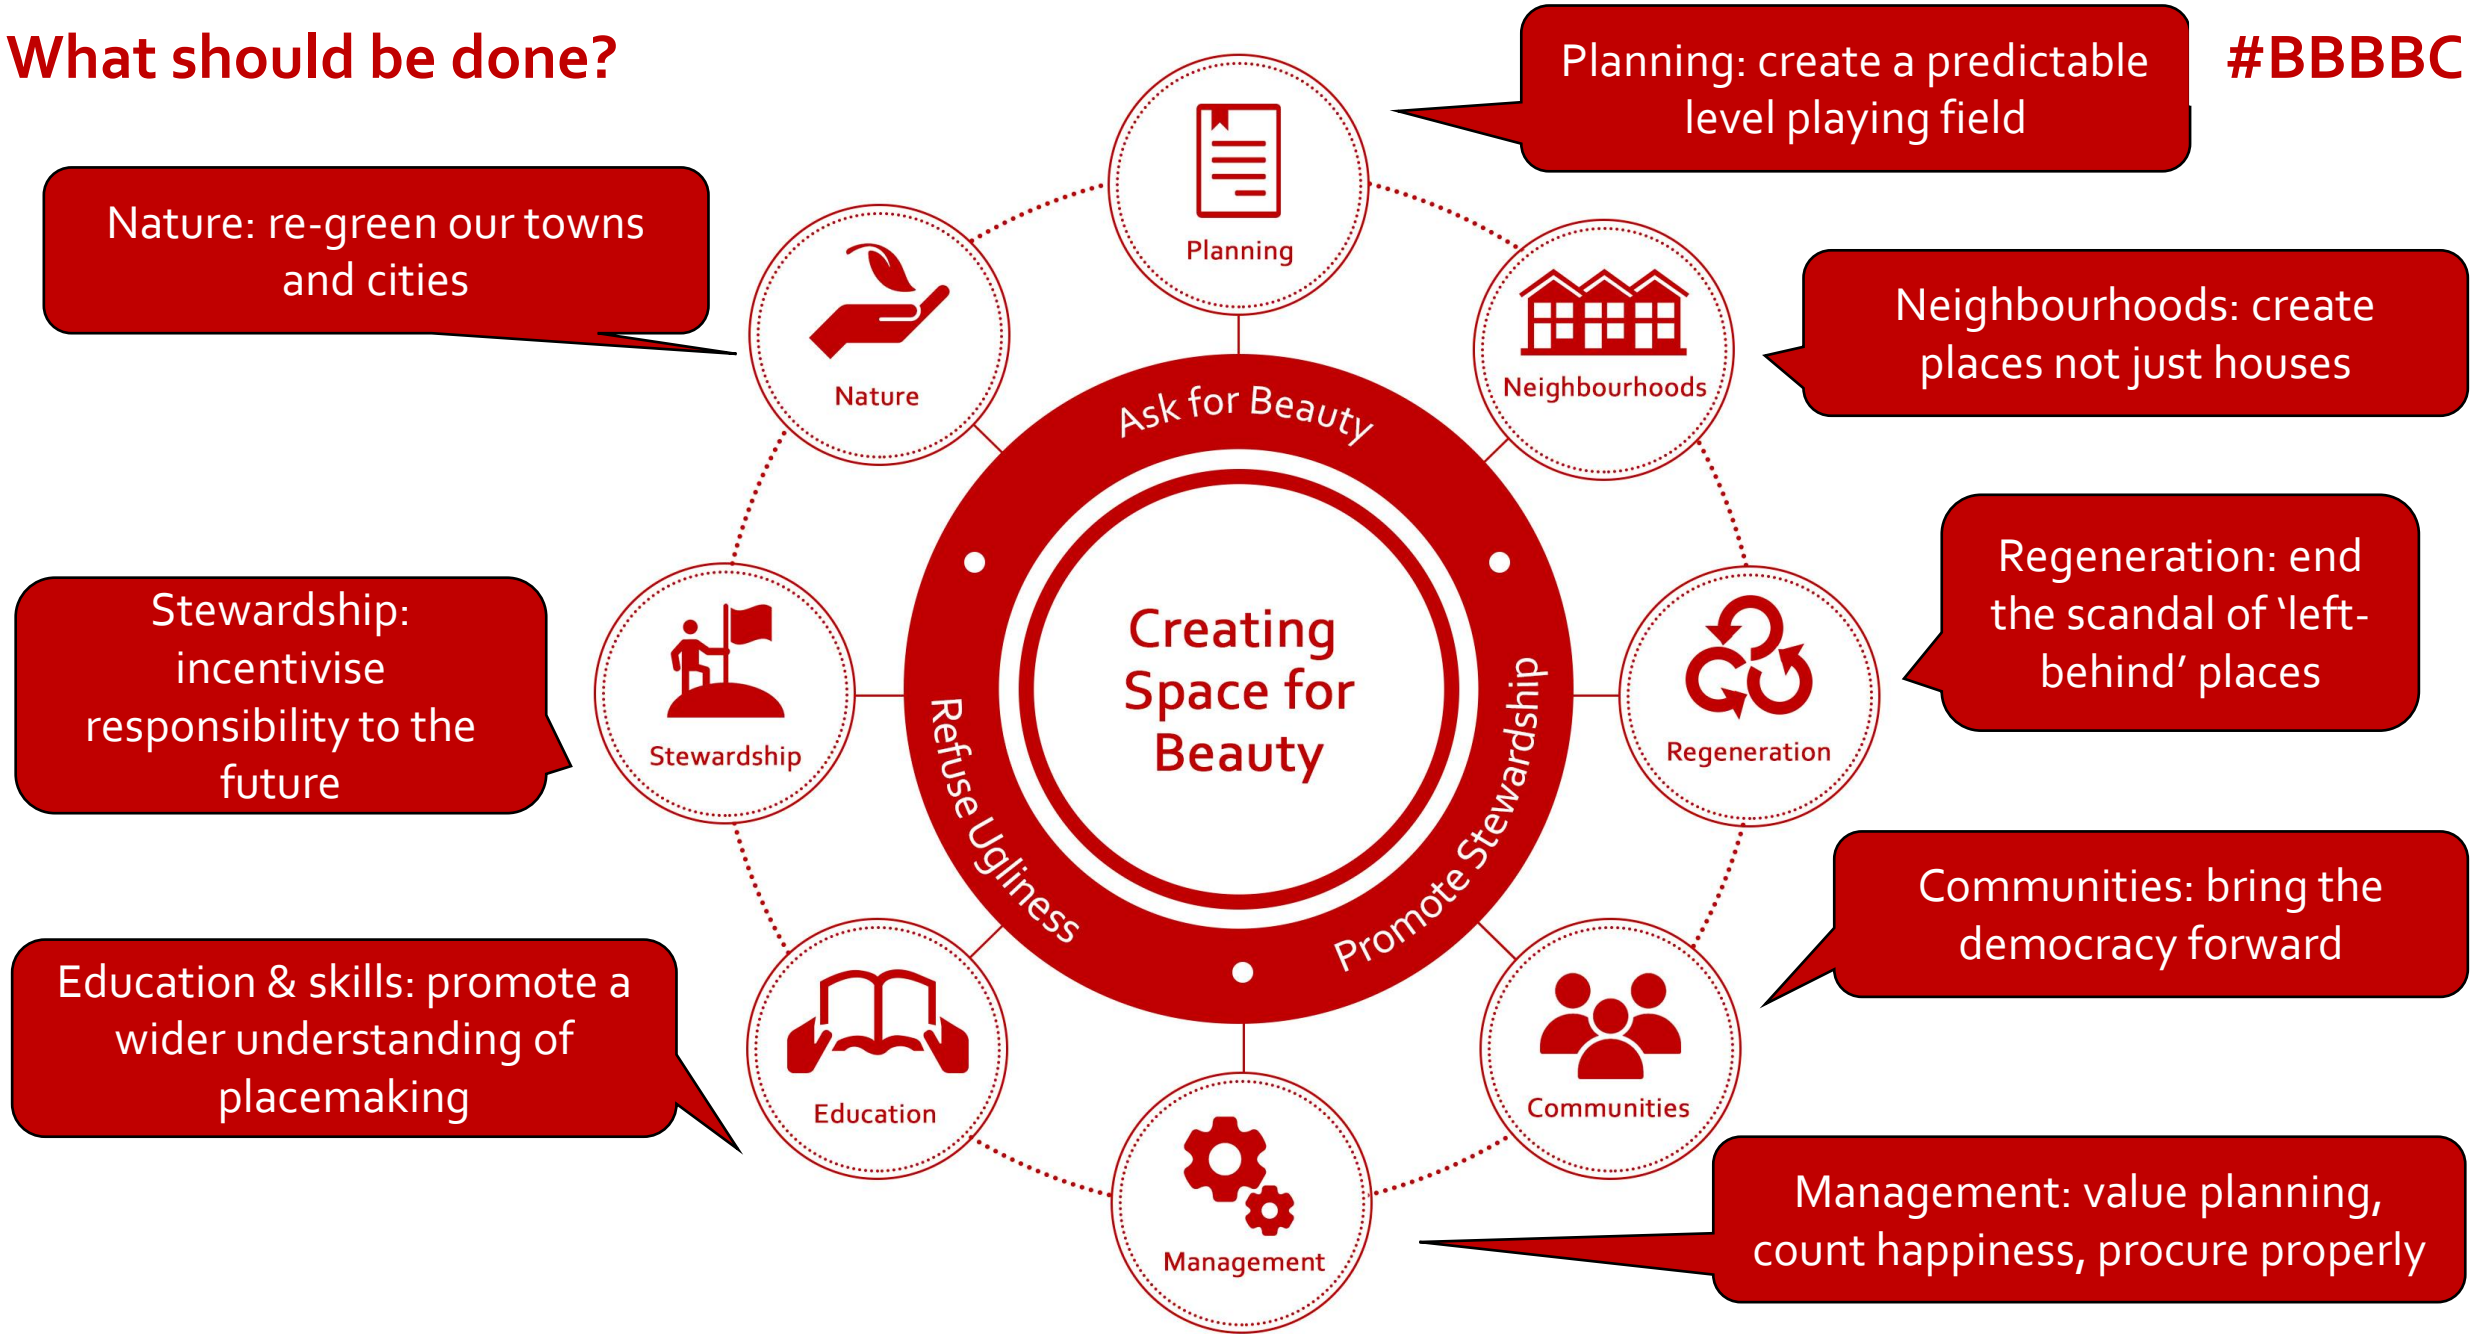 What should be done?
#BBBBC
Planning: create a predictable
level playing field
Planning
Nature: re-green our towns
and cities
Nature
Neighbourhoods
Neighbourhoods: create
places not just houses
Ask for Beauty
Regeneration: end
the scandal of ‘left-
behind’ places
Regeneration
Stewardship:
incentivise
responsibility to the
future
Stewardship
Creating
Space for
Beauty
Refuse Ugliness
Promote Stewardship
Communities: bring the
democracy forward
Communities
Education & skills: promote a
wider understanding of
placemaking
Education
Management
Management: value planning,
count happiness, procure properly